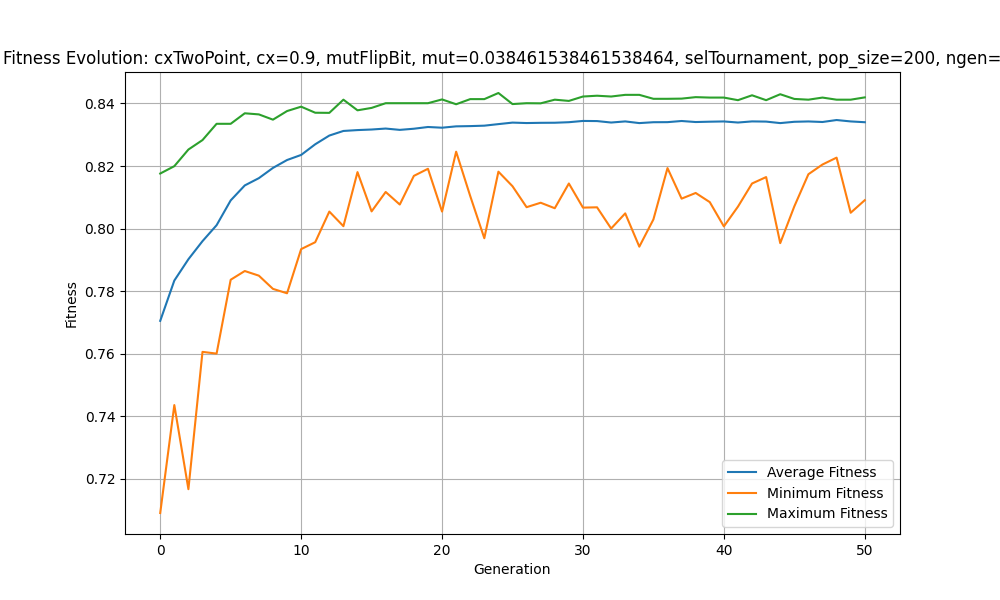 Fitness Evolution: cxTwoPoint, cx=0.9, mutFlipBit, mut=0.038461538461538464, selTournament, pop_size=200, ngen=
0.84
0.82
0.80
0.78
0.76
0.74
0.72
Fitness
Average Fitness
Minimum Fitness
Maximum Fitness
0 10 20 30 40 50
Generation